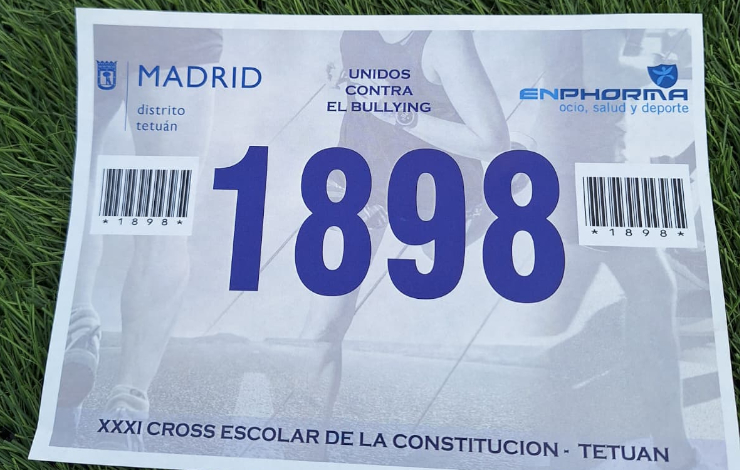 MADRID
distrito
tetuán
UNIDOS
CONTRA
EL BULLYING
ENPHORMA
ocio, salud y deporte
1898
*1898*
*1898*
XXXI CROSS ESCOLAR DE LA CONSTITUCION - TETUAN